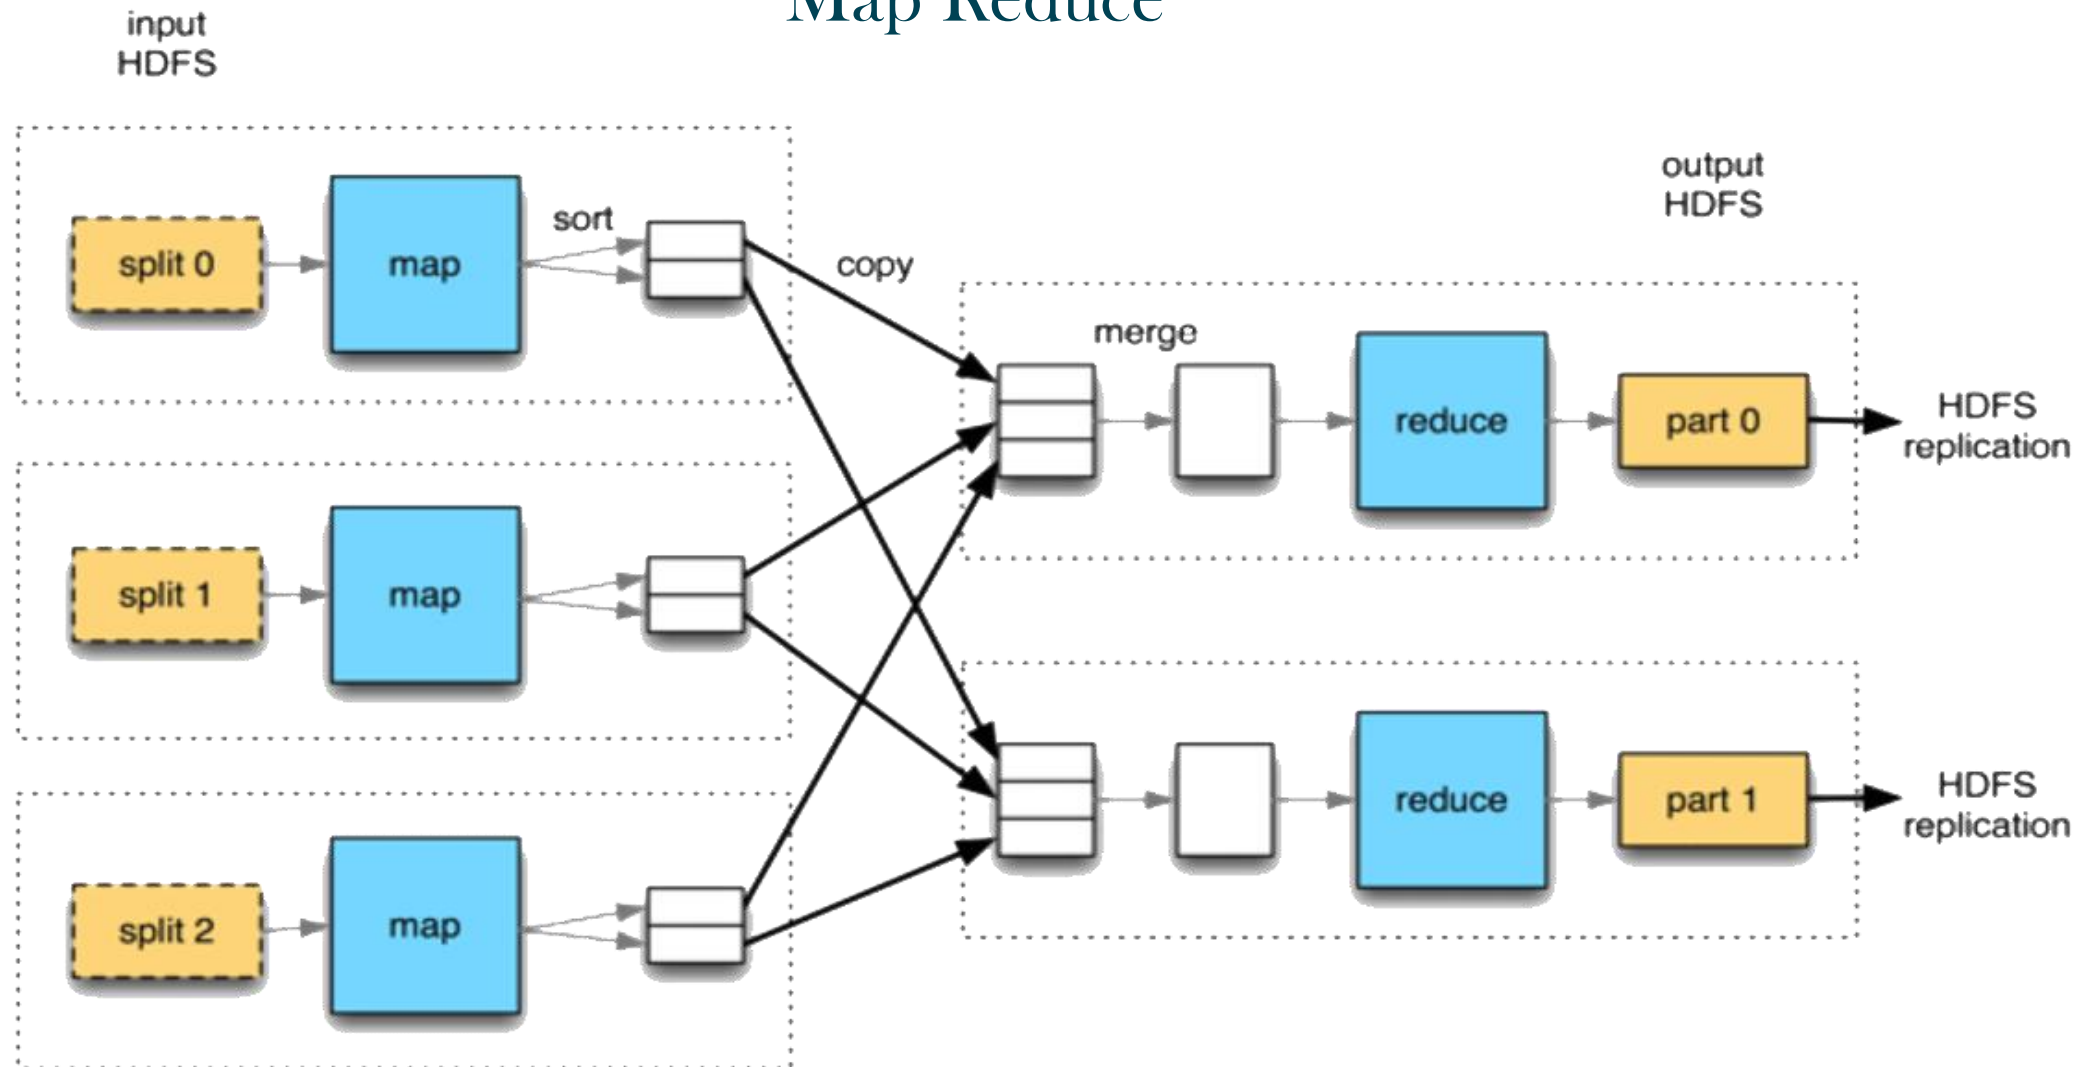 Map Reduce
input
HDFS
output
HDFS
split 0
map
sort
copy
merge
reduce
part 0
HDFS
replication
split 1
map
split 2
map
reduce
part 1
HDFS
replication